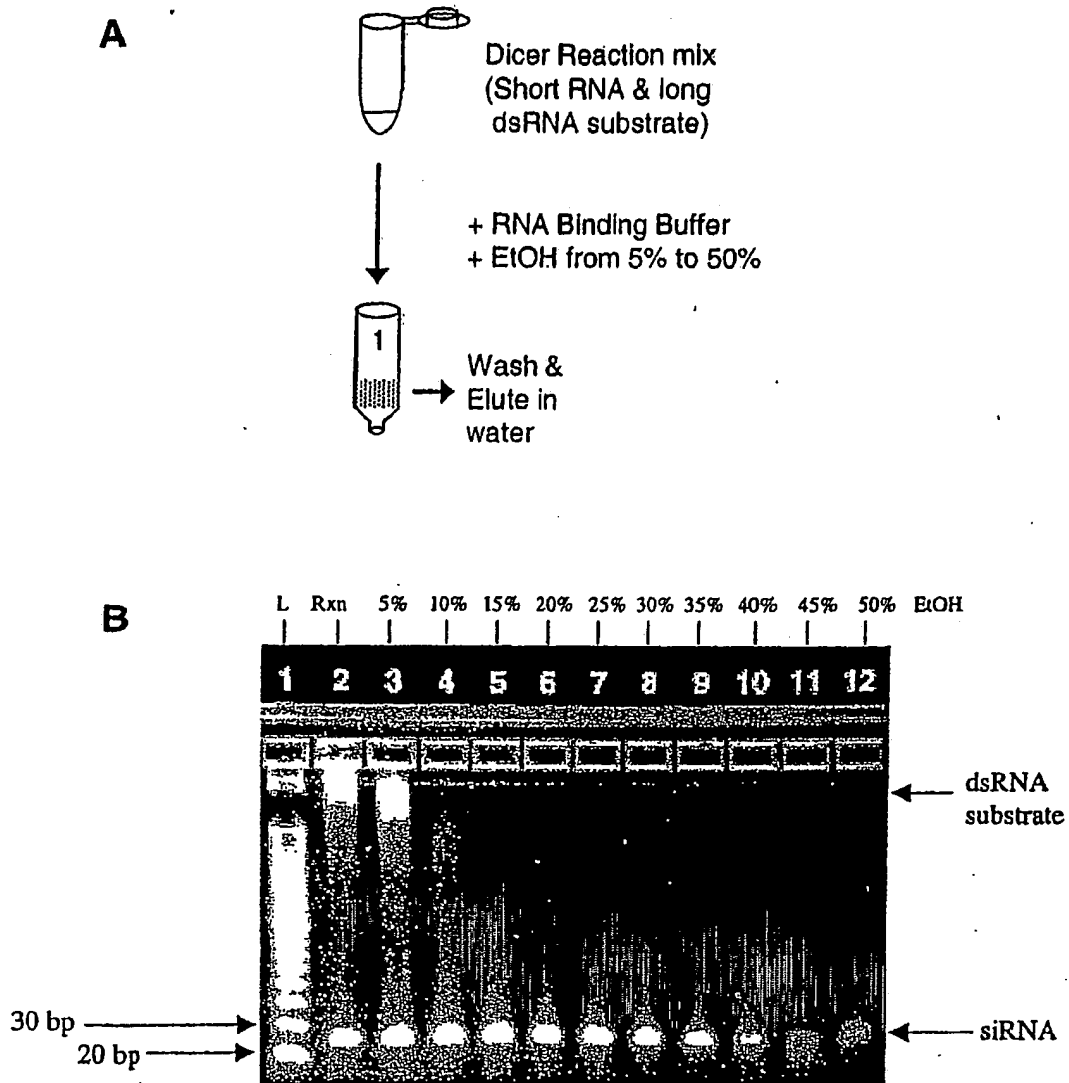 A
Dicer Reaction mix
(Short RNA & long
dsRNA substrate)
+ RNA Binding Buffer
+ EtOH from 5% to 50%
1
Wash &
Elute in
water
B
L Rxn 5% 10% 15% 20% 25% 30% 35% 40% 45% 50% EtOH
1 2 3 4 5 6 7 8 9 10 11 12
dsRNA
substrate
30 bp
siRNA
20 bp